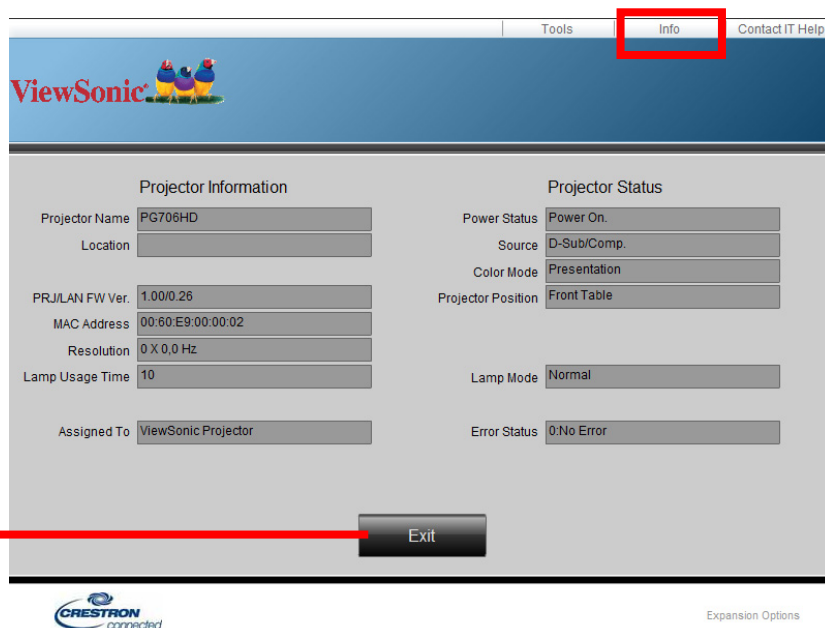 Tools Info Contact IT Help
ViewSonic
Projector Information
Projector Name PG706HD
Location
PRJ/LAN FW Ver. 1.00/0.26
MAC Address 00:60:E9:00:00:02
Resolution 0 X 0,0 Hz
Lamp Usage Time 10
Assigned To ViewSonic Projector
Projector Status
Power Status Power On.
Source D-Sub/Comp.
Color Mode Presentation
Projector Position Front Table
Lamp Mode Normal
Error Status 0:No Error
Exit
CRESTRON
connected
Expansion Options